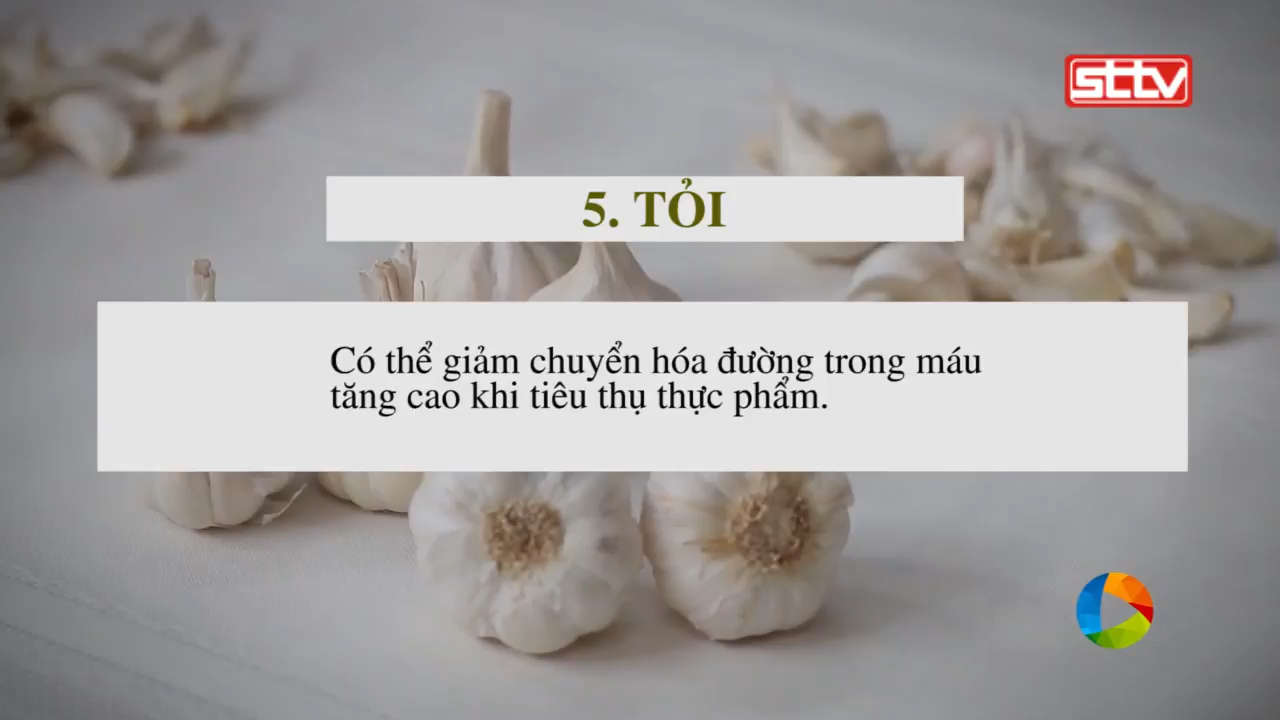 sttv
5. TỎI
Có thể giảm chuyển hóa đường trong máu
tăng cao khi tiêu thụ thực phẩm.